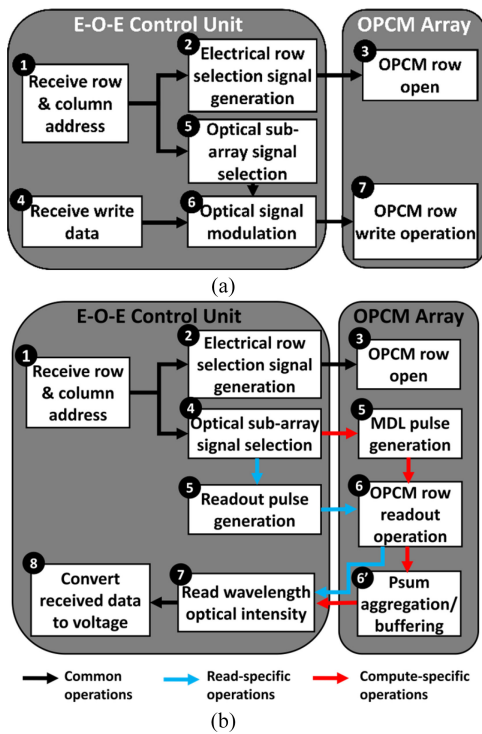 E-O-E Control Unit
OPCM Array
1
Receive row
& column
address
2
Electrical row
selection signal
generation
3
OPCM row
open
5
Optical sub-
array signal
selection
4
Receive write
data
6
Optical signal
modulation
7
OPCM row
write operation
(a)
E-O-E Control Unit
OPCM Array
1
Receive row
& column
address
2
Electrical row
selection signal
generation
3
OPCM row
open
4
Optical sub-array
signal selection
5
MDL pulse
generation
5
Readout pulse
generation
6
OPCM row
readout
operation
8
Convert
received data
to voltage
7
Read wavelength
optical intensity
6'
Psum
aggregation/
buffering
Common
operations
Read-specific
operations
Compute-specific
operations
(b)